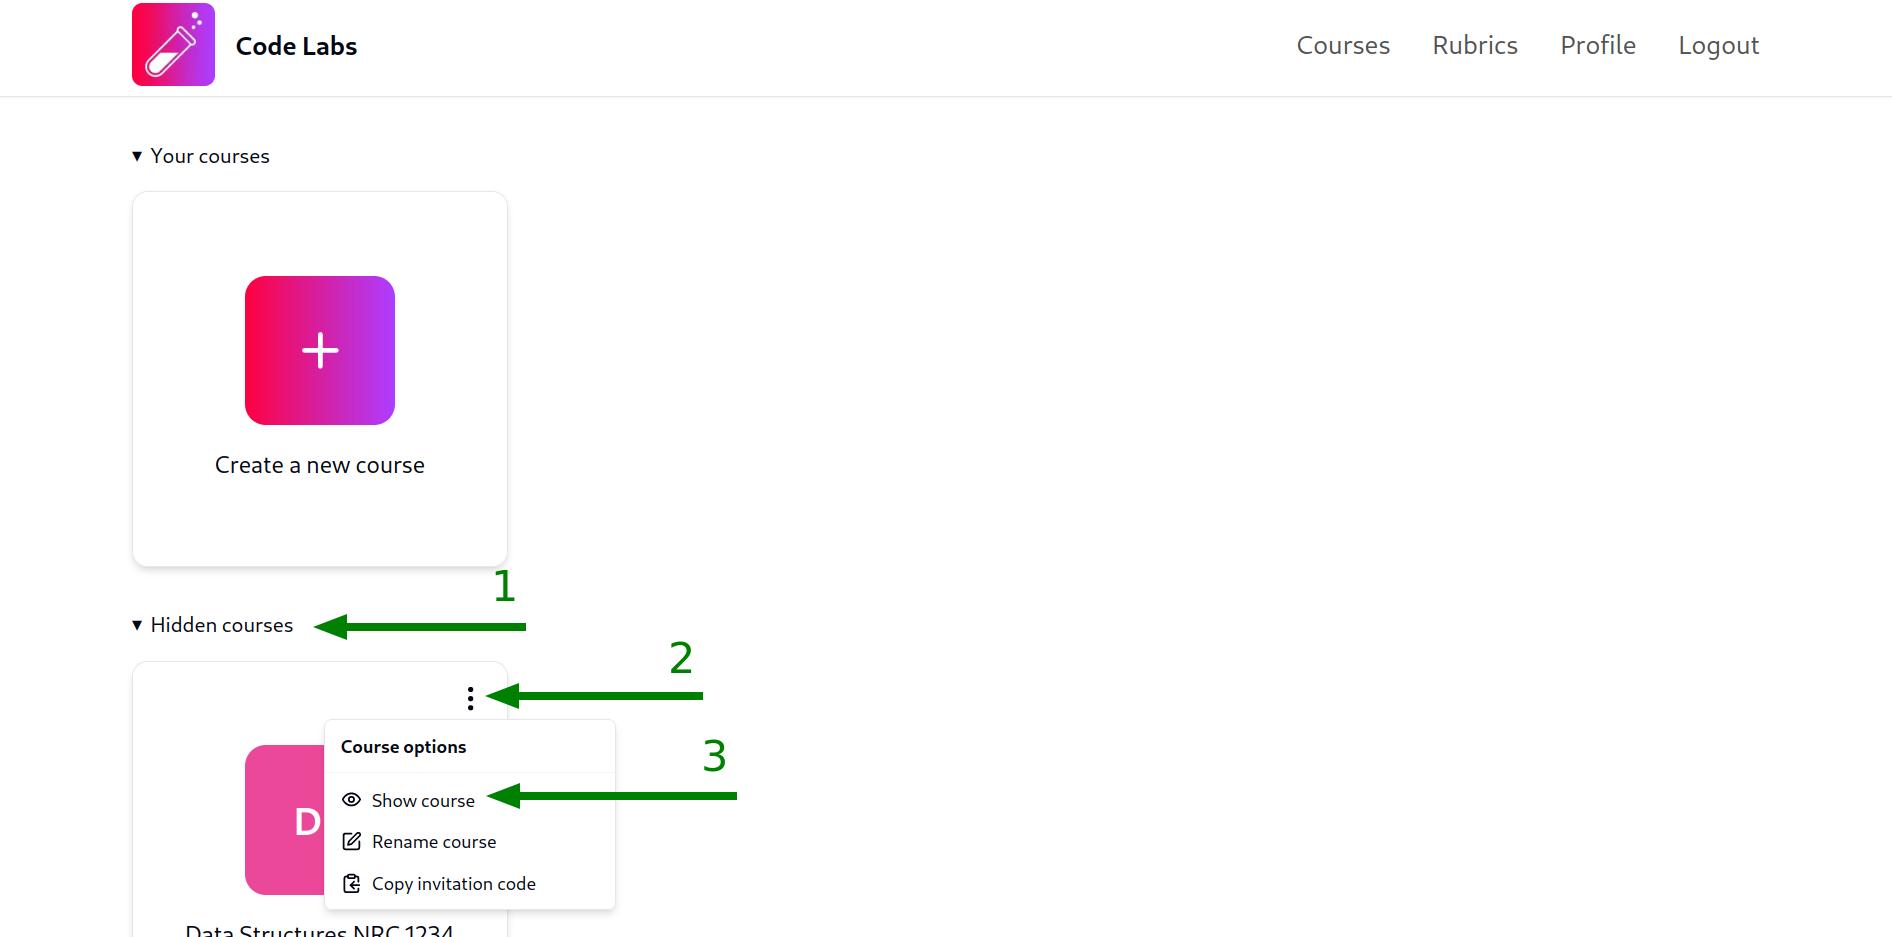 Code Labs
Courses Rubrics Profile Logout
▼ Your courses
Create a new course
1
▼ Hidden courses
2
Course options
3
Show course
D
Rename course
Copy invitation code
Data Structures NRC 1234